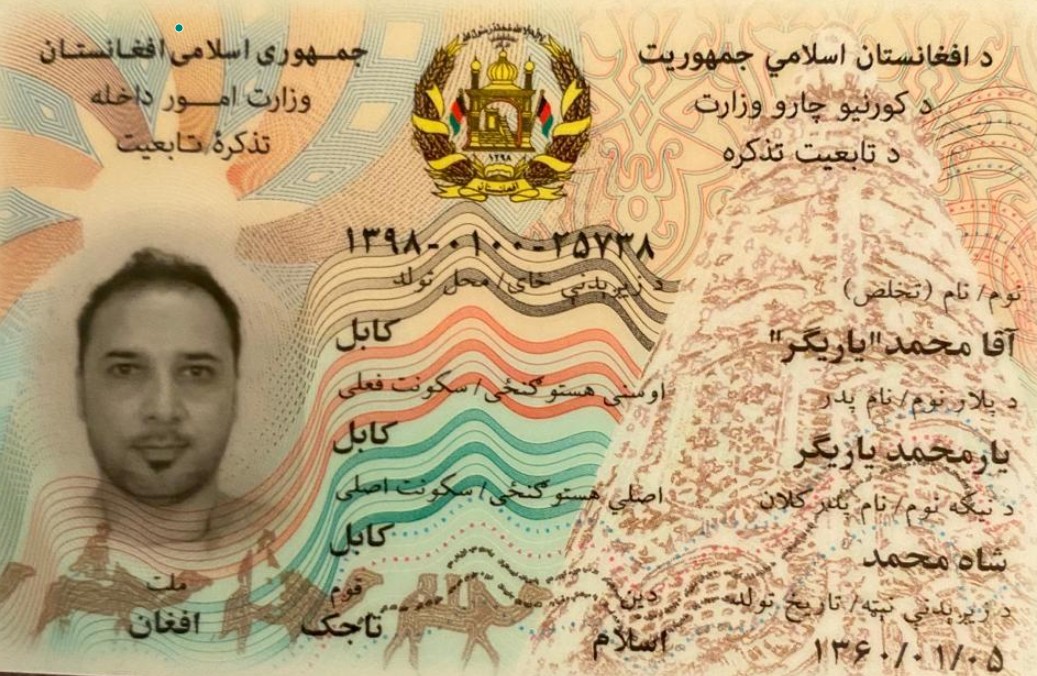 د افغانستان اسلامي جمهوریت
د کورنیو چارو وزارت
د تابعیت تذکره
جمهوری اسلامی افغانستان
وزارت امور داخله
تذکرهٔ تابعیت
۱۲۹۸
افغانستان
۱۳۹۸-۰۱۰۰-۲۵۷۳۸
نوم/ نام (تخلص)
آقا محمد"یاریگر"
د پلار نوم/ نام پدر
یارمحمد یاریگر
د نیکه نوم/ نام پدر کلان
شاه محمد
د زیږیدنې نېټه/ تاریخ تولد
۱۳۶۰/۰۱/۰۵
د زیږیدنې ځای/ محل تولد
کابل
اوسنی هستوګنځی/ سکونت فعلی
کابل
اصلي هستوګنځی/ سکونت اصلی
کابل
دین
اسلام
قوم
تاجک
ملت
افغان